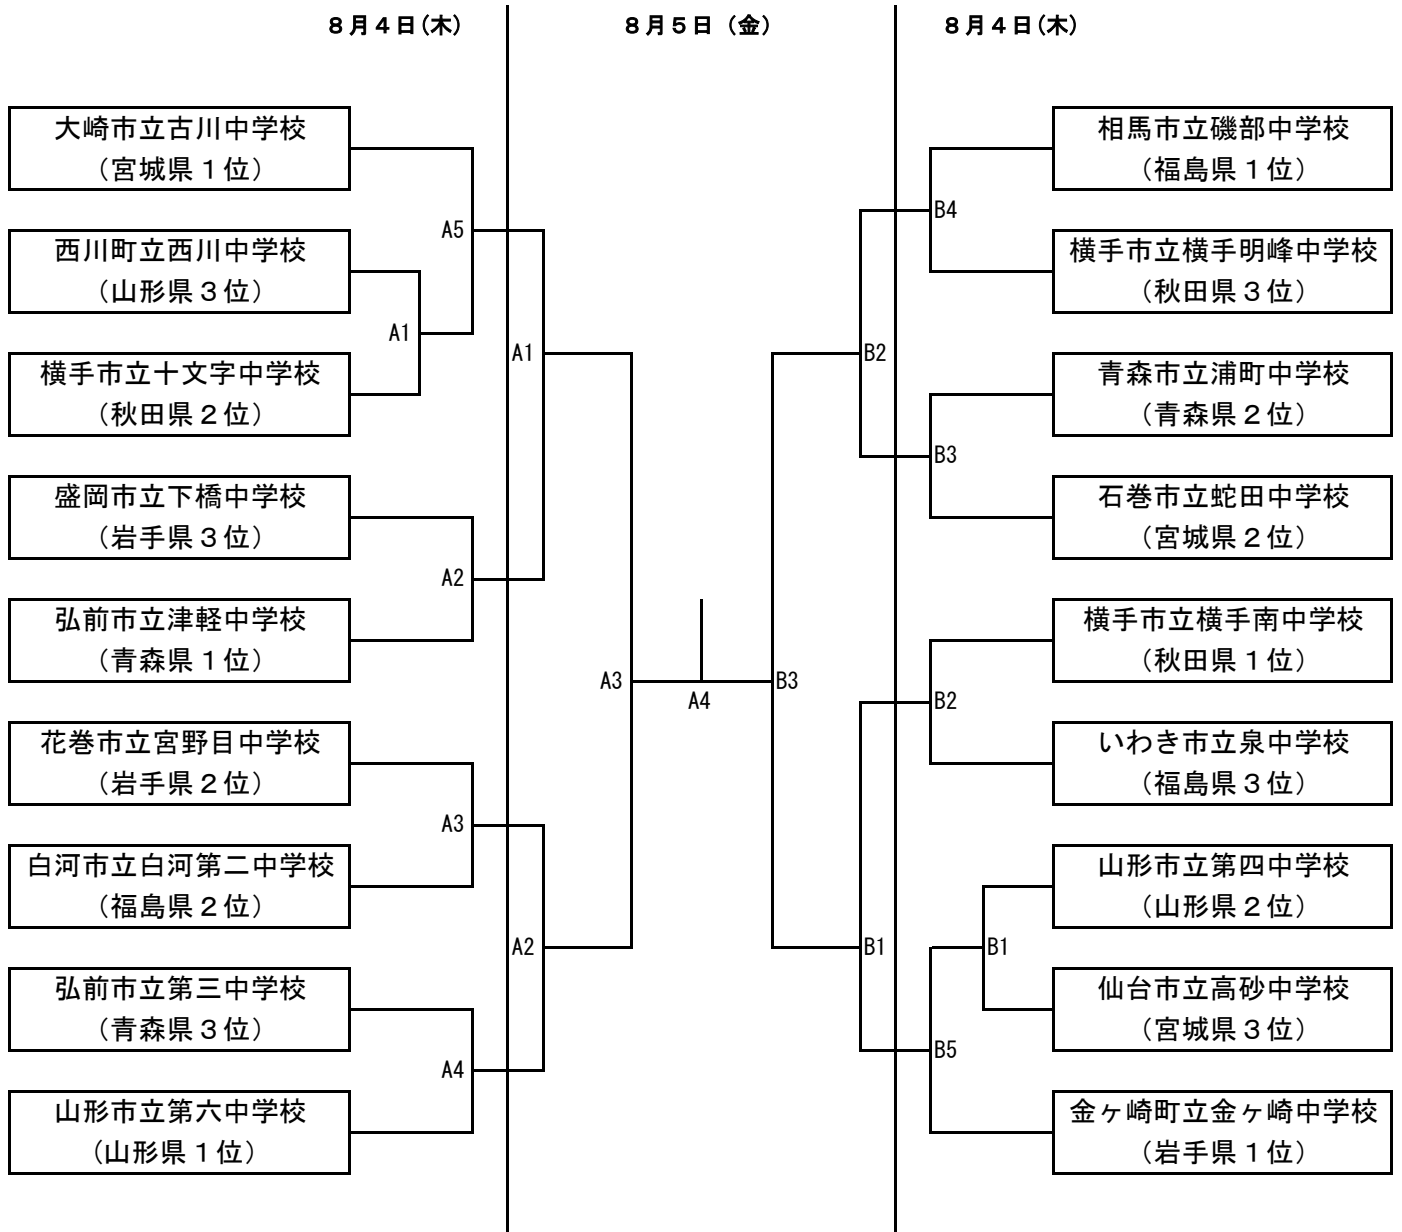 ８月４日(木)
８月５日（金）
８月４日(木)
大崎市立古川中学校
（宮城県１位）
西川町立西川中学校
（山形県３位）
横手市立十文字中学校
（秋田県２位）
盛岡市立下橋中学校
（岩手県３位）
弘前市立津軽中学校
（青森県１位）
花巻市立宮野目中学校
（岩手県２位）
白河市立白河第二中学校
（福島県２位）
弘前市立第三中学校
（青森県３位）
山形市立第六中学校
（山形県１位）
A5
A1
A2
A3
A4
A1
A2
A3
A4
B3
B2
B1
B4
B3
B2
B1
B5
相馬市立磯部中学校
（福島県１位）
横手市立横手明峰中学校
（秋田県３位）
青森市立浦町中学校
（青森県２位）
石巻市立蛇田中学校
（宮城県２位）
横手市立横手南中学校
（秋田県１位）
いわき市立泉中学校
（福島県３位）
山形市立第四中学校
（山形県２位）
仙台市立高砂中学校
（宮城県３位）
金ヶ崎町立金ヶ崎中学校
（岩手県１位）